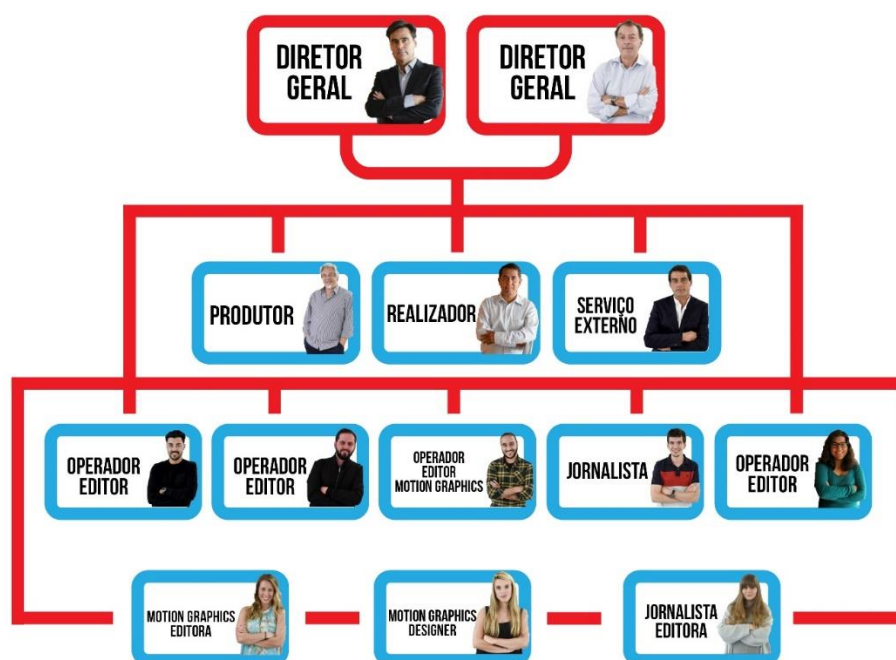 DIRETOR
GERAL
DIRETOR
GERAL
PRODUTOR
REALIZADOR
SERVIÇO
EXTERNO
OPERADOR
EDITOR
OPERADOR
EDITOR
OPERADOR
EDITOR
MOTION GRAPHICS
JORNALISTA
OPERADOR
EDITOR
MOTION GRAPHICS
EDITORA
MOTION GRAPHICS
DESIGNER
JORNALISTA
EDITORA